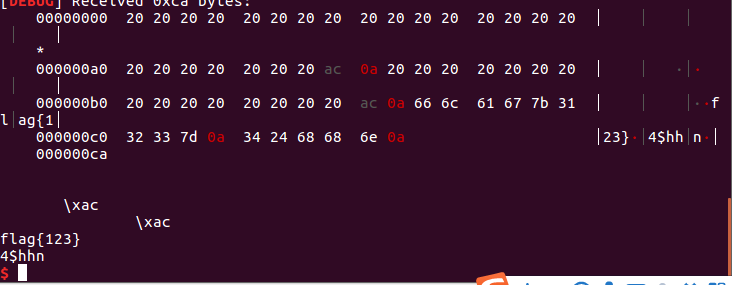 [DEBUG] Received 0xca bytes:
00000000 20 20 20 20 20 20 20 20 20 20 20 20 20 20 20 20 | | |
| |
*
000000a0 20 20 20 20 20 20 20 ac 0a 20 20 20 20 20 20 20 | | · | ·
| |
000000b0 20 20 20 20 20 20 20 20 ac 0a 66 6c 61 67 7b 31 | | | ··f
l|ag{1|
000000c0 32 33 7d 0a 34 24 68 68 6e 0a |23}·|4$hh|n·|
000000ca
\xac
\xac
flag{123}
4$hhn
$